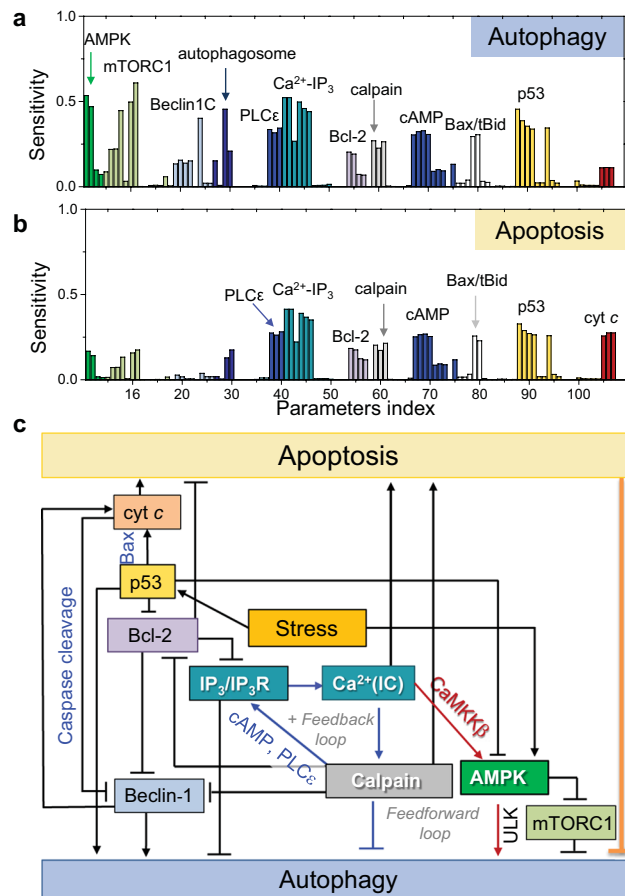 a
1.0
0.5
0.0
Sensitivity
AMPK
mTORC1
autophagosome
Beclin1C
PLCε
Ca²⁺-IP₃
calpain
Bcl-2
cAMP
Bax/tBid
p53
Autophagy
b
1.0
0.5
0.0
Sensitivity
Apoptosis
PLCε
Ca²⁺-IP₃
calpain
Bcl-2
cAMP
Bax/tBid
p53
cyt c
16 20 30 40 50 60 70 80 90 100
Parameters index
c
Apoptosis
cyt c
Bax
p53
Caspase cleavage
Bcl-2
Stress
IP₃/IP₃R
Ca²⁺(IC)
CaMKKβ
+ Feedback
loop
cAMP, PLCε
Calpain
AMPK
Beclin-1
Feedforward
loop
ULK
mTORC1
Autophagy